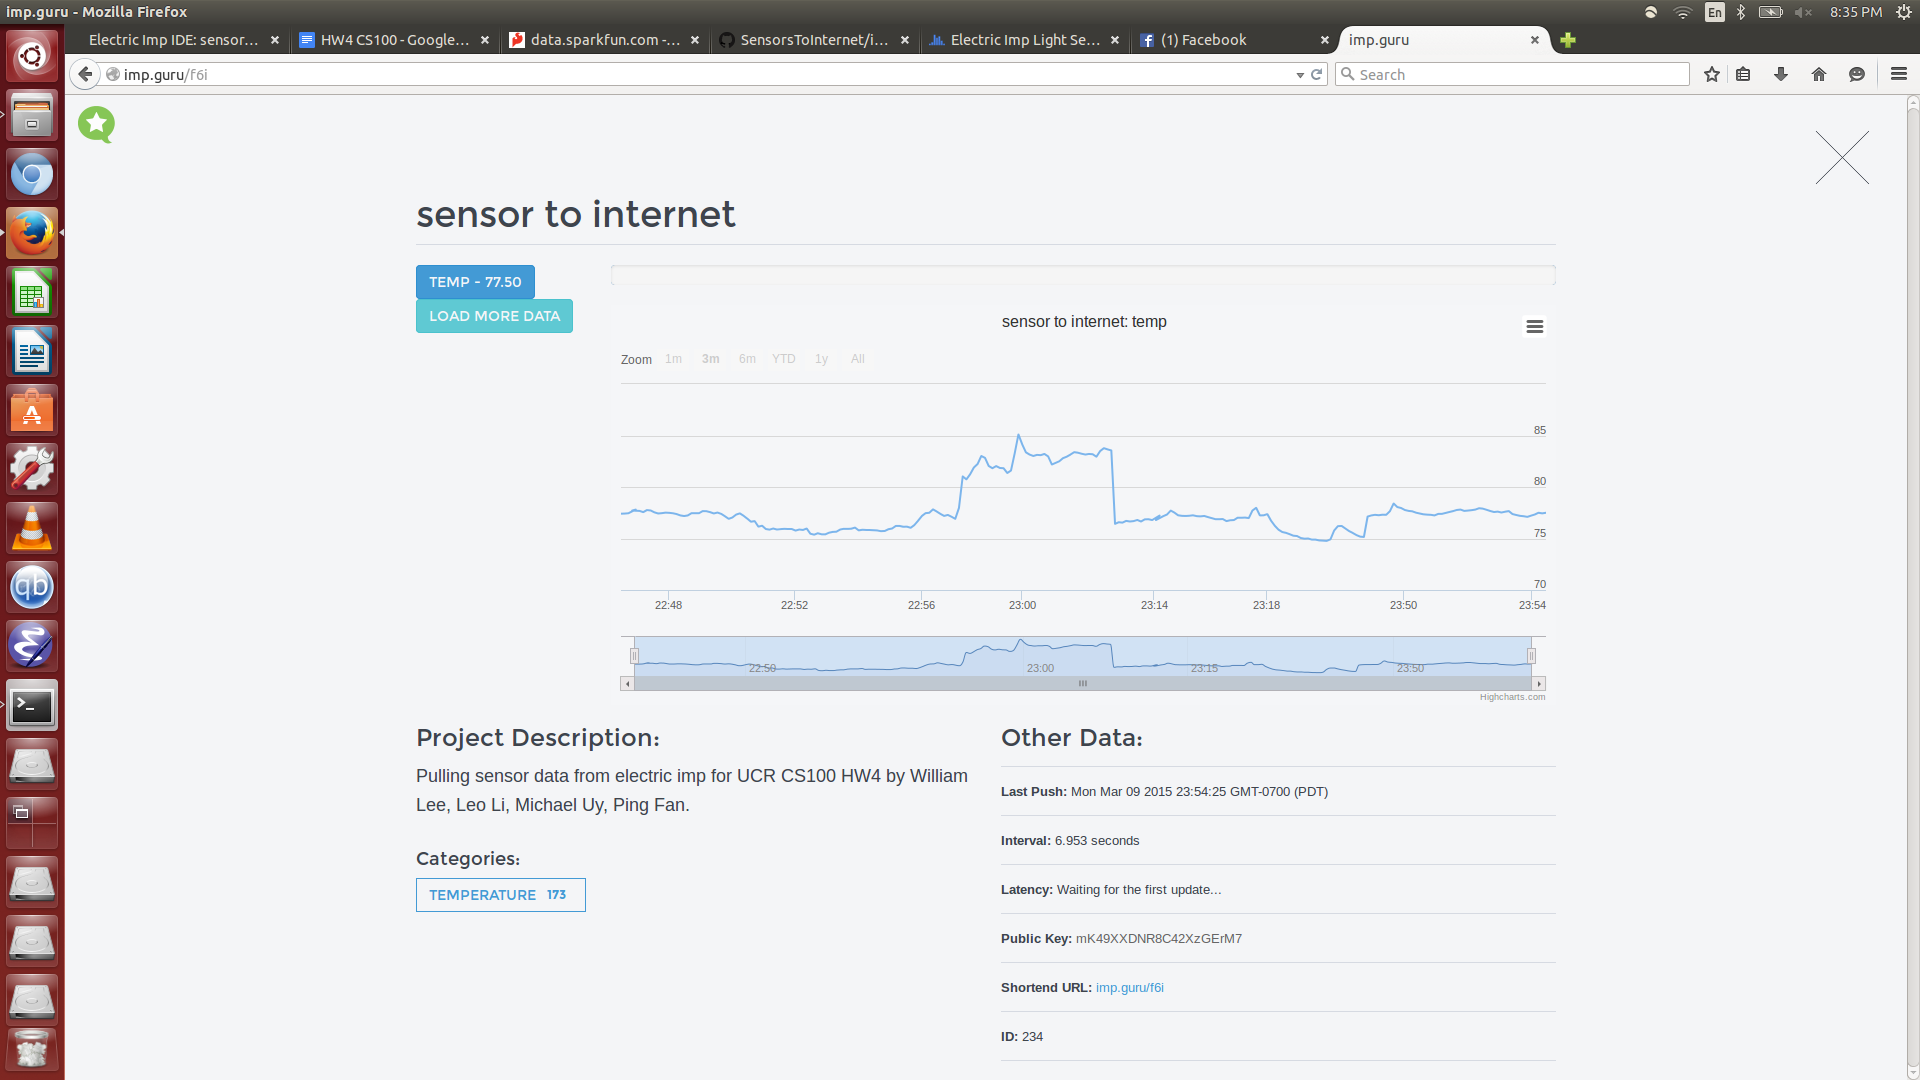 imp.guru - Mozilla Firefox
En
8:35 PM
Electric Imp IDE: sensor...
HW4 CS100 - Google...
data.sparkfun.com -...
SensorsToInternet/i...
Electric Imp Light Se...
(1) Facebook
imp.guru
imp.guru/f6i
Search
sensor to internet
TEMP - 77.50
LOAD MORE DATA
sensor to internet: temp
Zoom 1m 3m 6m YTD 1y All
85
80
75
70
22:48 22:52 22:56 23:00 23:14 23:18 23:50 23:54
22:50 23:00 23:15 23:50
Highcharts.com
Project Description:
Pulling sensor data from electric imp for UCR CS100 HW4 by William
Lee, Leo Li, Michael Uy, Ping Fan.
Categories:
TEMPERATURE 173
Other Data:
Last Push: Mon Mar 09 2015 23:54:25 GMT-0700 (PDT)
Interval: 6.953 seconds
Latency: Waiting for the first update...
Public Key: mK49XXDNR8C42XzGErM7
Shortend URL: imp.guru/f6i
ID: 234
qb